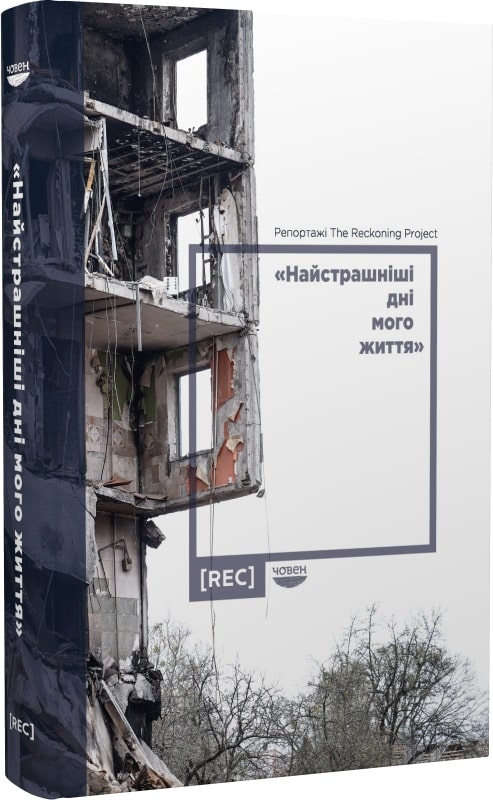 човен
«Найстрашніші дні мого життя»
[REC]
Репортажі The Reckoning Project
«Найстрашніші
дні
мого
життя»
[REC]
човен